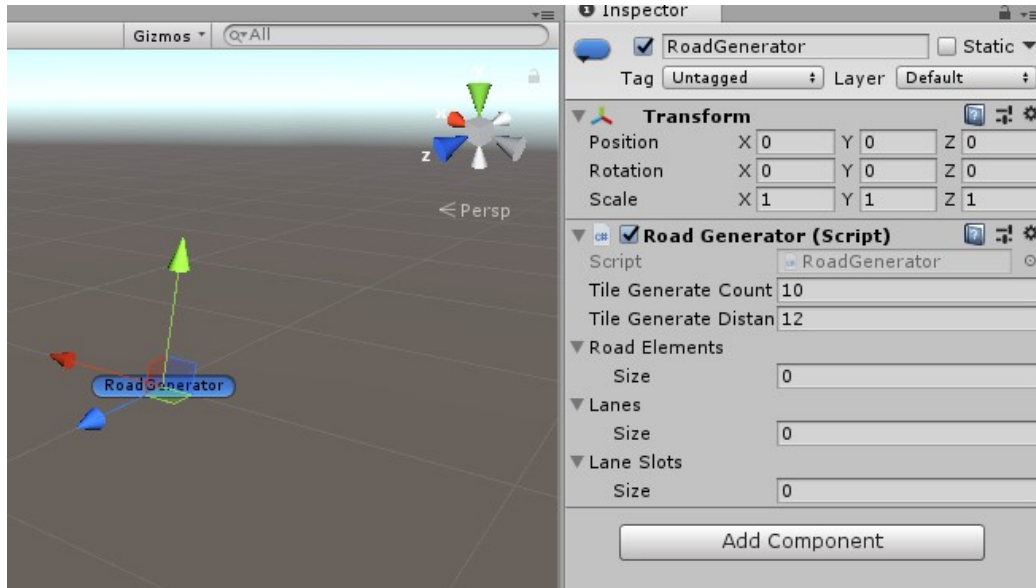 Gizmos
All
x
z
Persp
RoadGenerator
Inspector
RoadGenerator
Static
Tag Untagged Layer Default
Transform
Position X 0 Y 0 Z 0
Rotation X 0 Y 0 Z 0
Scale X 1 Y 1 Z 1
c# Road Generator (Script)
Script RoadGenerator
Tile Generate Count 10
Tile Generate Distan 12
Road Elements
Size 0
Lanes
Size 0
Lane Slots
Size 0
Add Component